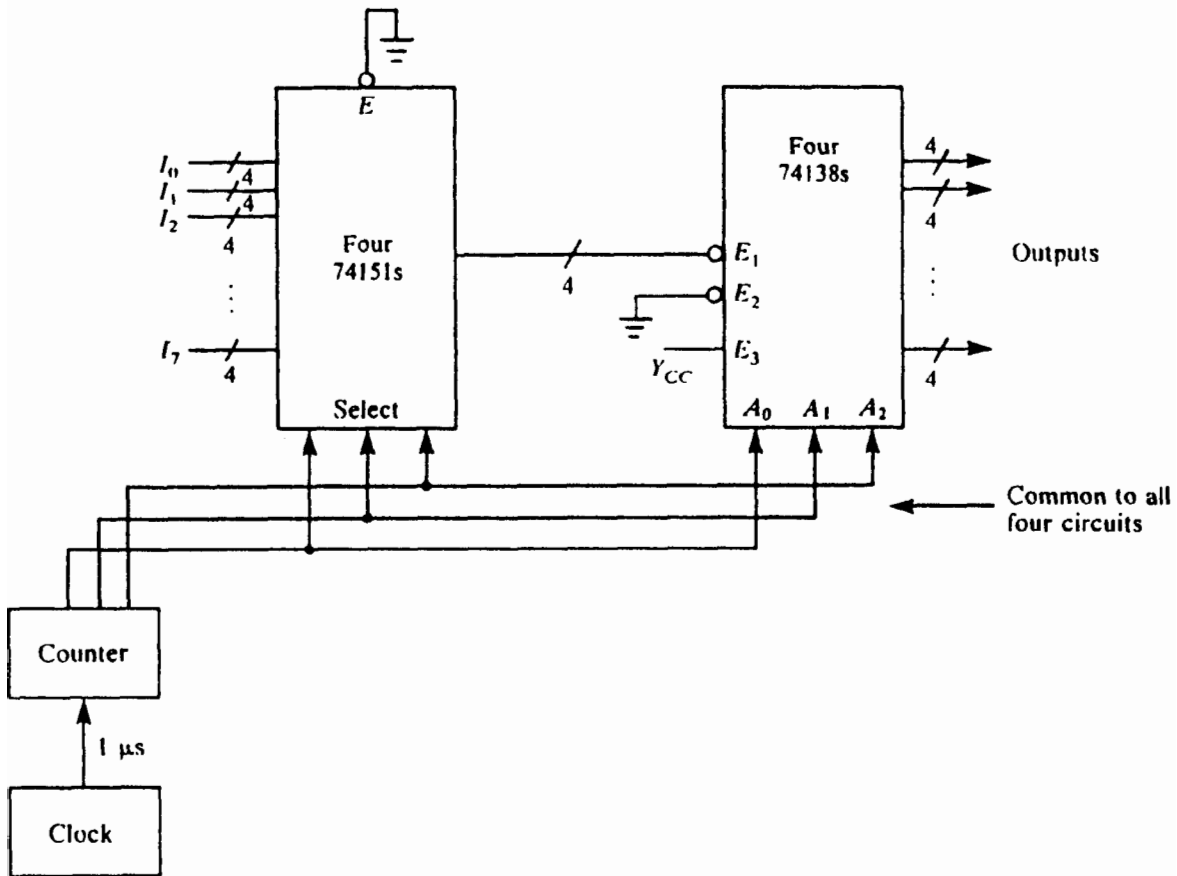 E
I₀
4
I₁
4
I₂
4
I₇
4
Four
74151s
Select
4
Four
74138s
E₁
E₂
Y_CC
E₃
A₀ A₁ A₂
4
4
4
Outputs
Common to all
four circuits
Counter
1 μs
Clock